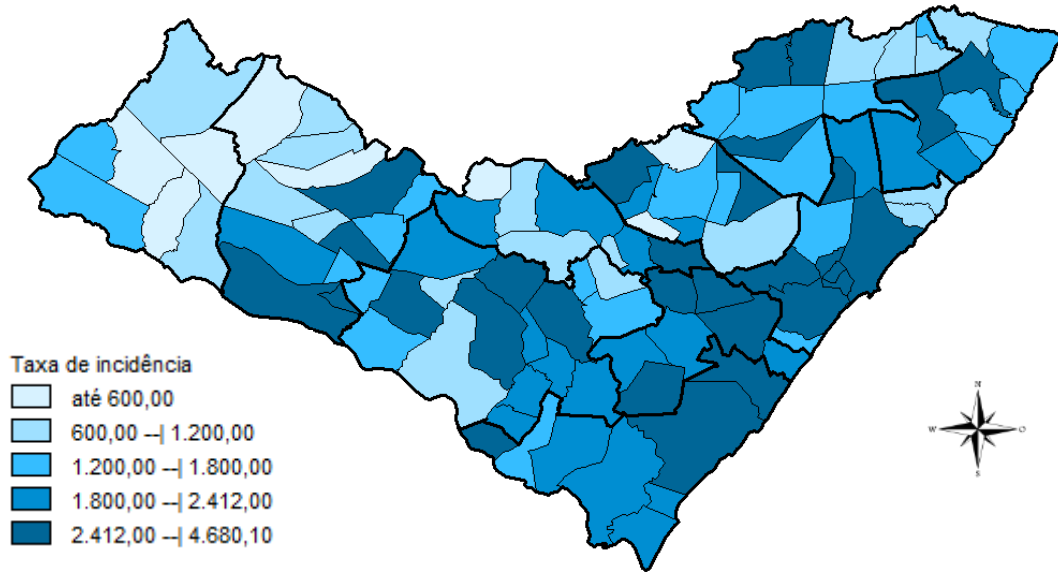 Taxa de incidência
até 600,00
600,00 --| 1.200,00
1.200,00 --| 1.800,00
1.800,00 --| 2.412,00
2.412,00 --| 4.680,10
N
W
O
S